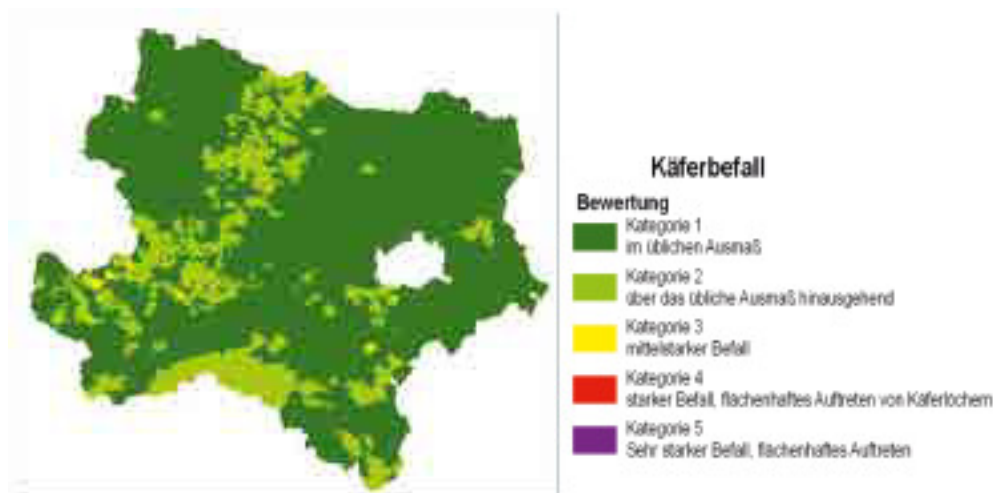 Käferbefall
Bewertung
Kategorie 1
im üblichen Ausmaß
Kategorie 2
über das übliche Ausmaß hinausgehend
Kategorie 3
mittelstarker Befall
Kategorie 4
starker Befall, flächenhaftes Auftreten von Käferlöchern
Kategorie 5
Sehr starker Befall, flächenhaftes Auftreten